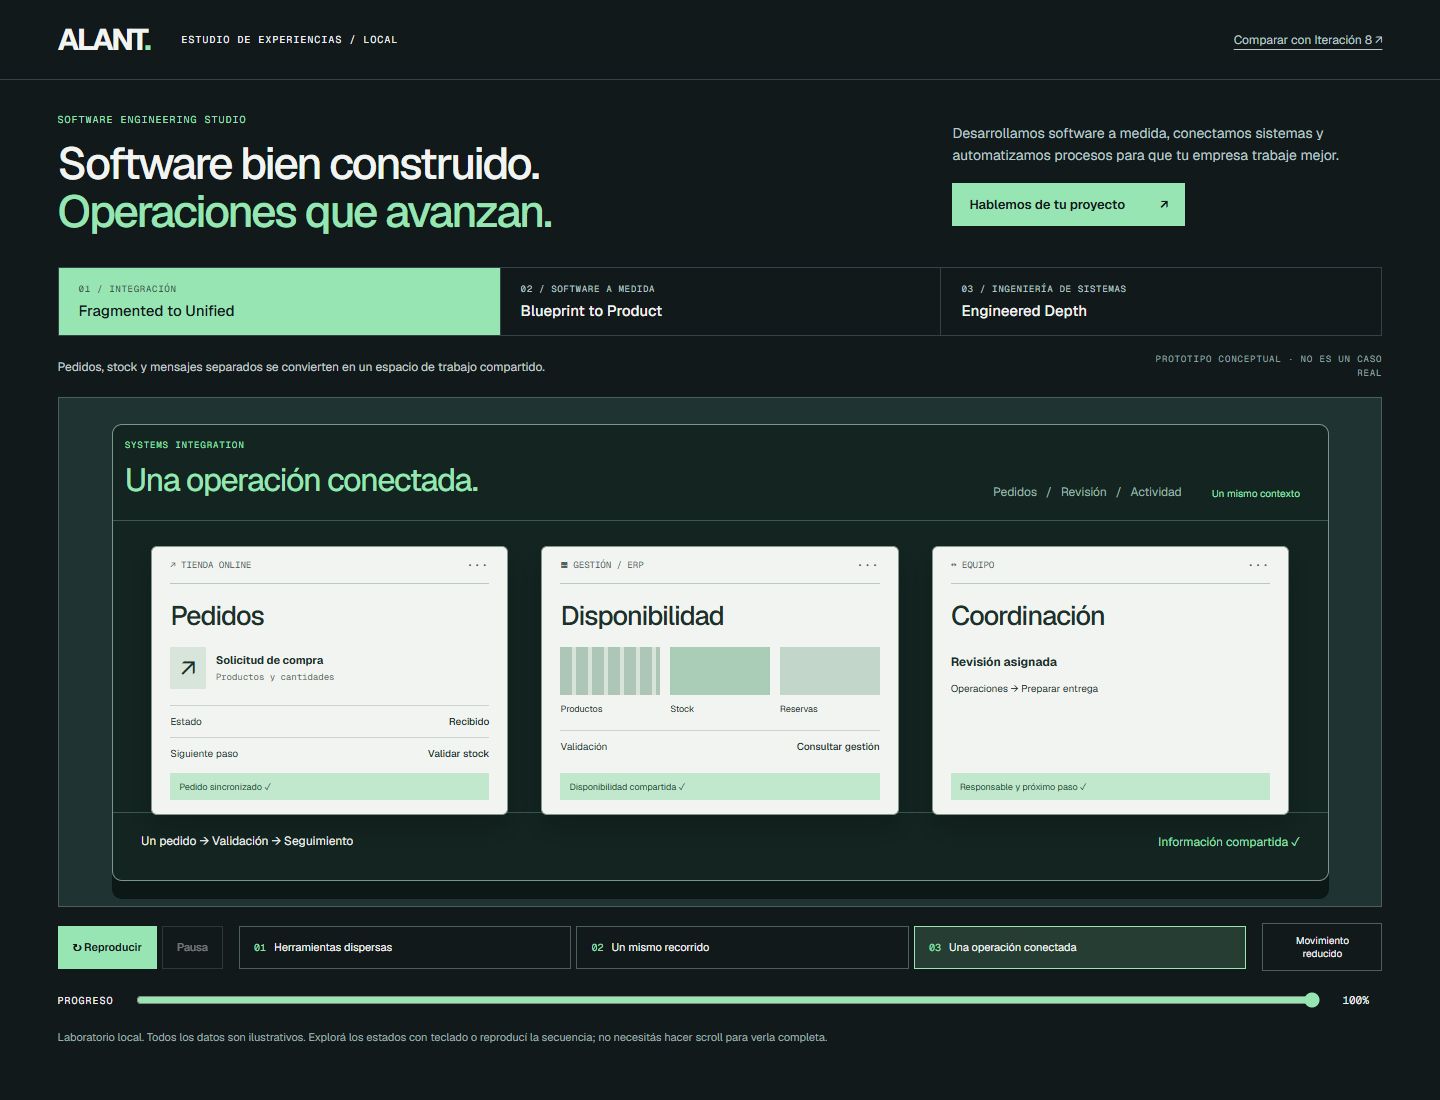 ALANT.
ESTUDIO DE EXPERIENCIAS / LOCAL
Comparar con Iteración 8 ↗
SOFTWARE ENGINEERING STUDIO
Software bien construido.
Operaciones que avanzan.
Desarrollamos software a medida, conectamos sistemas y
automatizamos procesos para que tu empresa trabaje mejor.
Hablemos de tu proyecto ↗
01 / INTEGRACIÓN
Fragmented to Unified
02 / SOFTWARE A MEDIDA
Blueprint to Product
03 / INGENIERÍA DE SISTEMAS
Engineered Depth
Pedidos, stock y mensajes separados se convierten en un espacio de trabajo compartido.
PROTOTIPO CONCEPTUAL · NO ES UN CASO
REAL
SYSTEMS INTEGRATION
Una operación conectada.
Pedidos / Revisión / Actividad
Un mismo contexto
↗ TIENDA ONLINE ···
Pedidos
↗
Solicitud de compra
Productos y cantidades
Estado Recibido
Siguiente paso Validar stock
Pedido sincronizado ✓
GESTIÓN / ERP ···
Disponibilidad
Productos Stock Reservas
Validación Consultar gestión
Disponibilidad compartida ✓
↔ EQUIPO ···
Coordinación
Revisión asignada
Operaciones → Preparar entrega
Responsable y próximo paso ✓
Un pedido → Validación → Seguimiento
Información compartida ✓
↻ Reproducir
Pausa
01 Herramientas dispersas
02 Un mismo recorrido
03 Una operación conectada
Movimiento
reducido
PROGRESO 100%
Laboratorio local. Todos los datos son ilustrativos. Explorá los estados con teclado o reproducí la secuencia; no necesitás hacer scroll para verla completa.